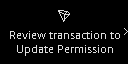 Review transaction to
Update Permission